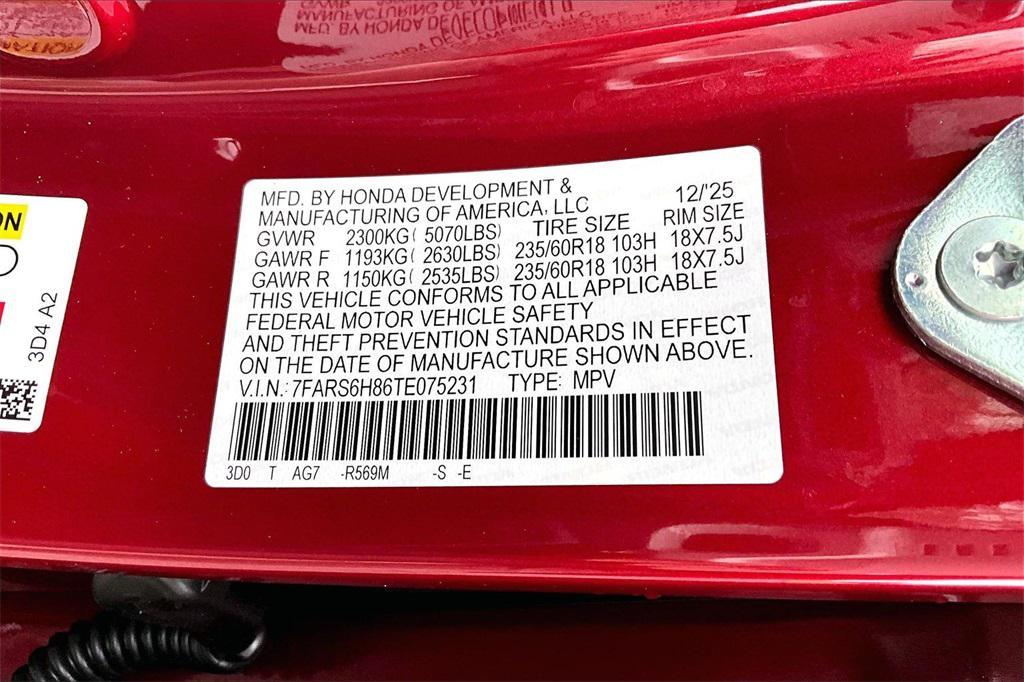 MFD. BY HONDA DEVELOPMENT &
MANUFACTURING OF AMERICA, LLC 12/'25
GVWR 2300KG( 5070LBS) TIRE SIZE RIM SIZE
GAWR F 1193KG( 2630LBS) 235/60R18 103H 18X7.5J
GAWR R 1150KG( 2535LBS) 235/60R18 103H 18X7.5J
THIS VEHICLE CONFORMS TO ALL APPLICABLE
FEDERAL MOTOR VEHICLE SAFETY
AND THEFT PREVENTION STANDARDS IN EFFECT
ON THE DATE OF MANUFACTURE SHOWN ABOVE.
V.I.N.:7FARS6H86TE075231 TYPE: MPV
3D0 T AG7 -R569M -S -E
3D4 A2